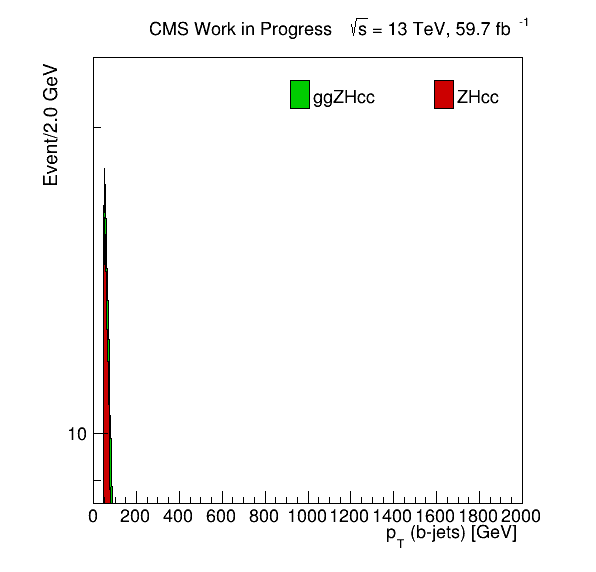 CMS Work in Progress √s = 13 TeV, 59.7 fb -1
Event/2.0 GeV
ggZHcc ZHcc
10
0 200 400 600 800 1000 1200 1400 1600 1800 2000
p_T (b-jets) [GeV]